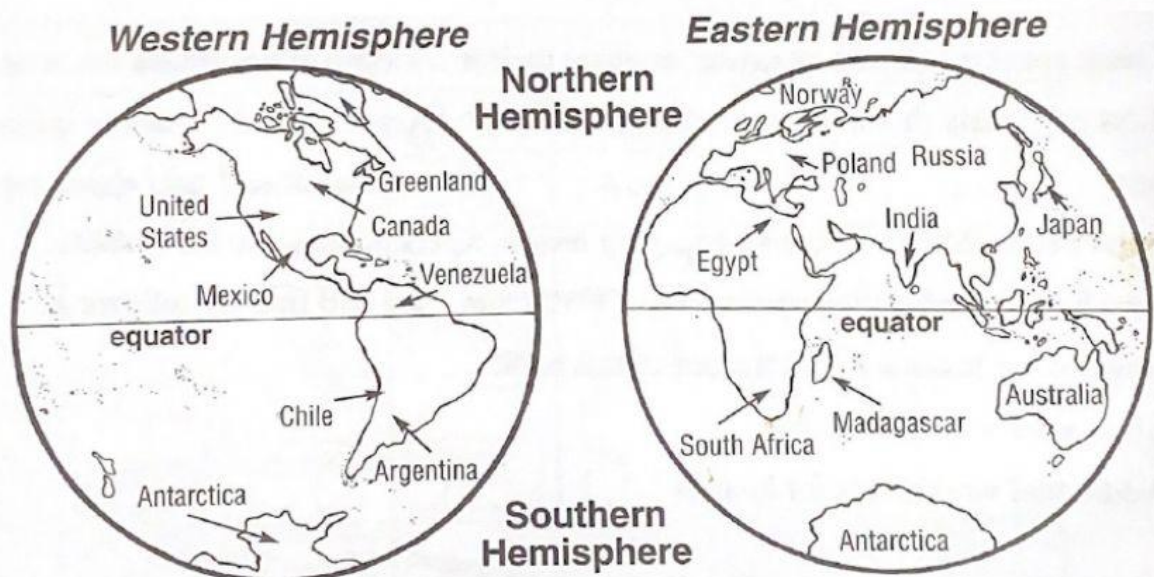 Western Hemisphere
Eastern Hemisphere
Northern
Hemisphere
Norway
Poland
Russia
Greenland
United
States
Canada
India
Japan
Egypt
Mexico
Venezuela
equator
equator
Chile
Australia
Madagascar
South Africa
Argentina
Antarctica
Southern
Hemisphere
Antarctica